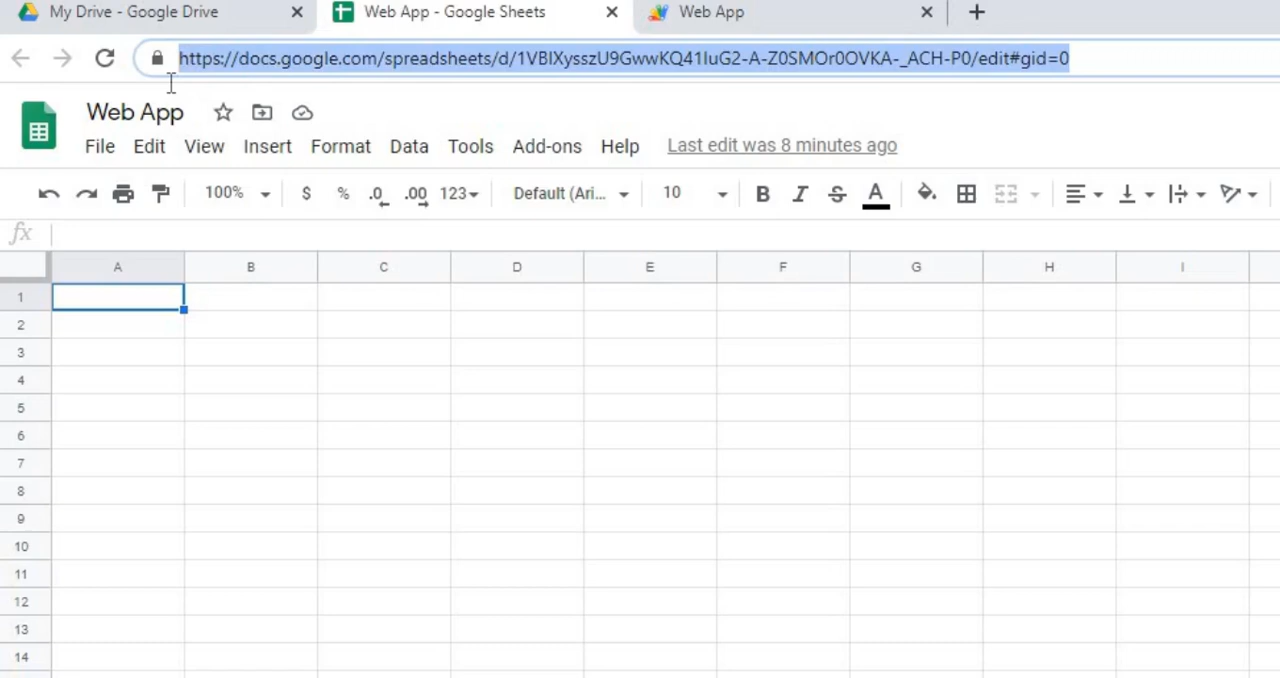 My Drive - Google Drive Web App - Google Sheets Web App
https://docs.google.com/spreadsheets/d/1VBIXysszU9GwwKQ41IuG2-A-Z0SMOr0OVKA-_ACH-P0/edit#gid=0
Web App
File Edit View Insert Format Data Tools Add-ons Help Last edit was 8 minutes ago
100% $ % .0 .00 123 Default (Ari... 10 B I S A
fx
A B C D E F G H I
1
2
3
4
5
6
7
8
9
10
11
12
13
14